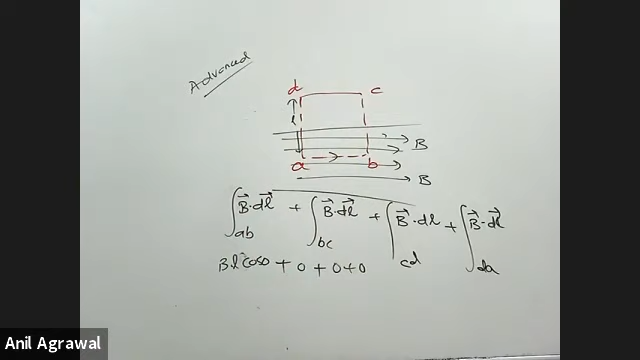 Advanced
d c
l
B
a b
B
∫ab B⃗·dl⃗ + ∫bc B⃗·dl⃗ + ∫cd B⃗·dl + ∫da B⃗·dl⃗
Bl cos0 + 0 + 0+0
Anil Agrawal